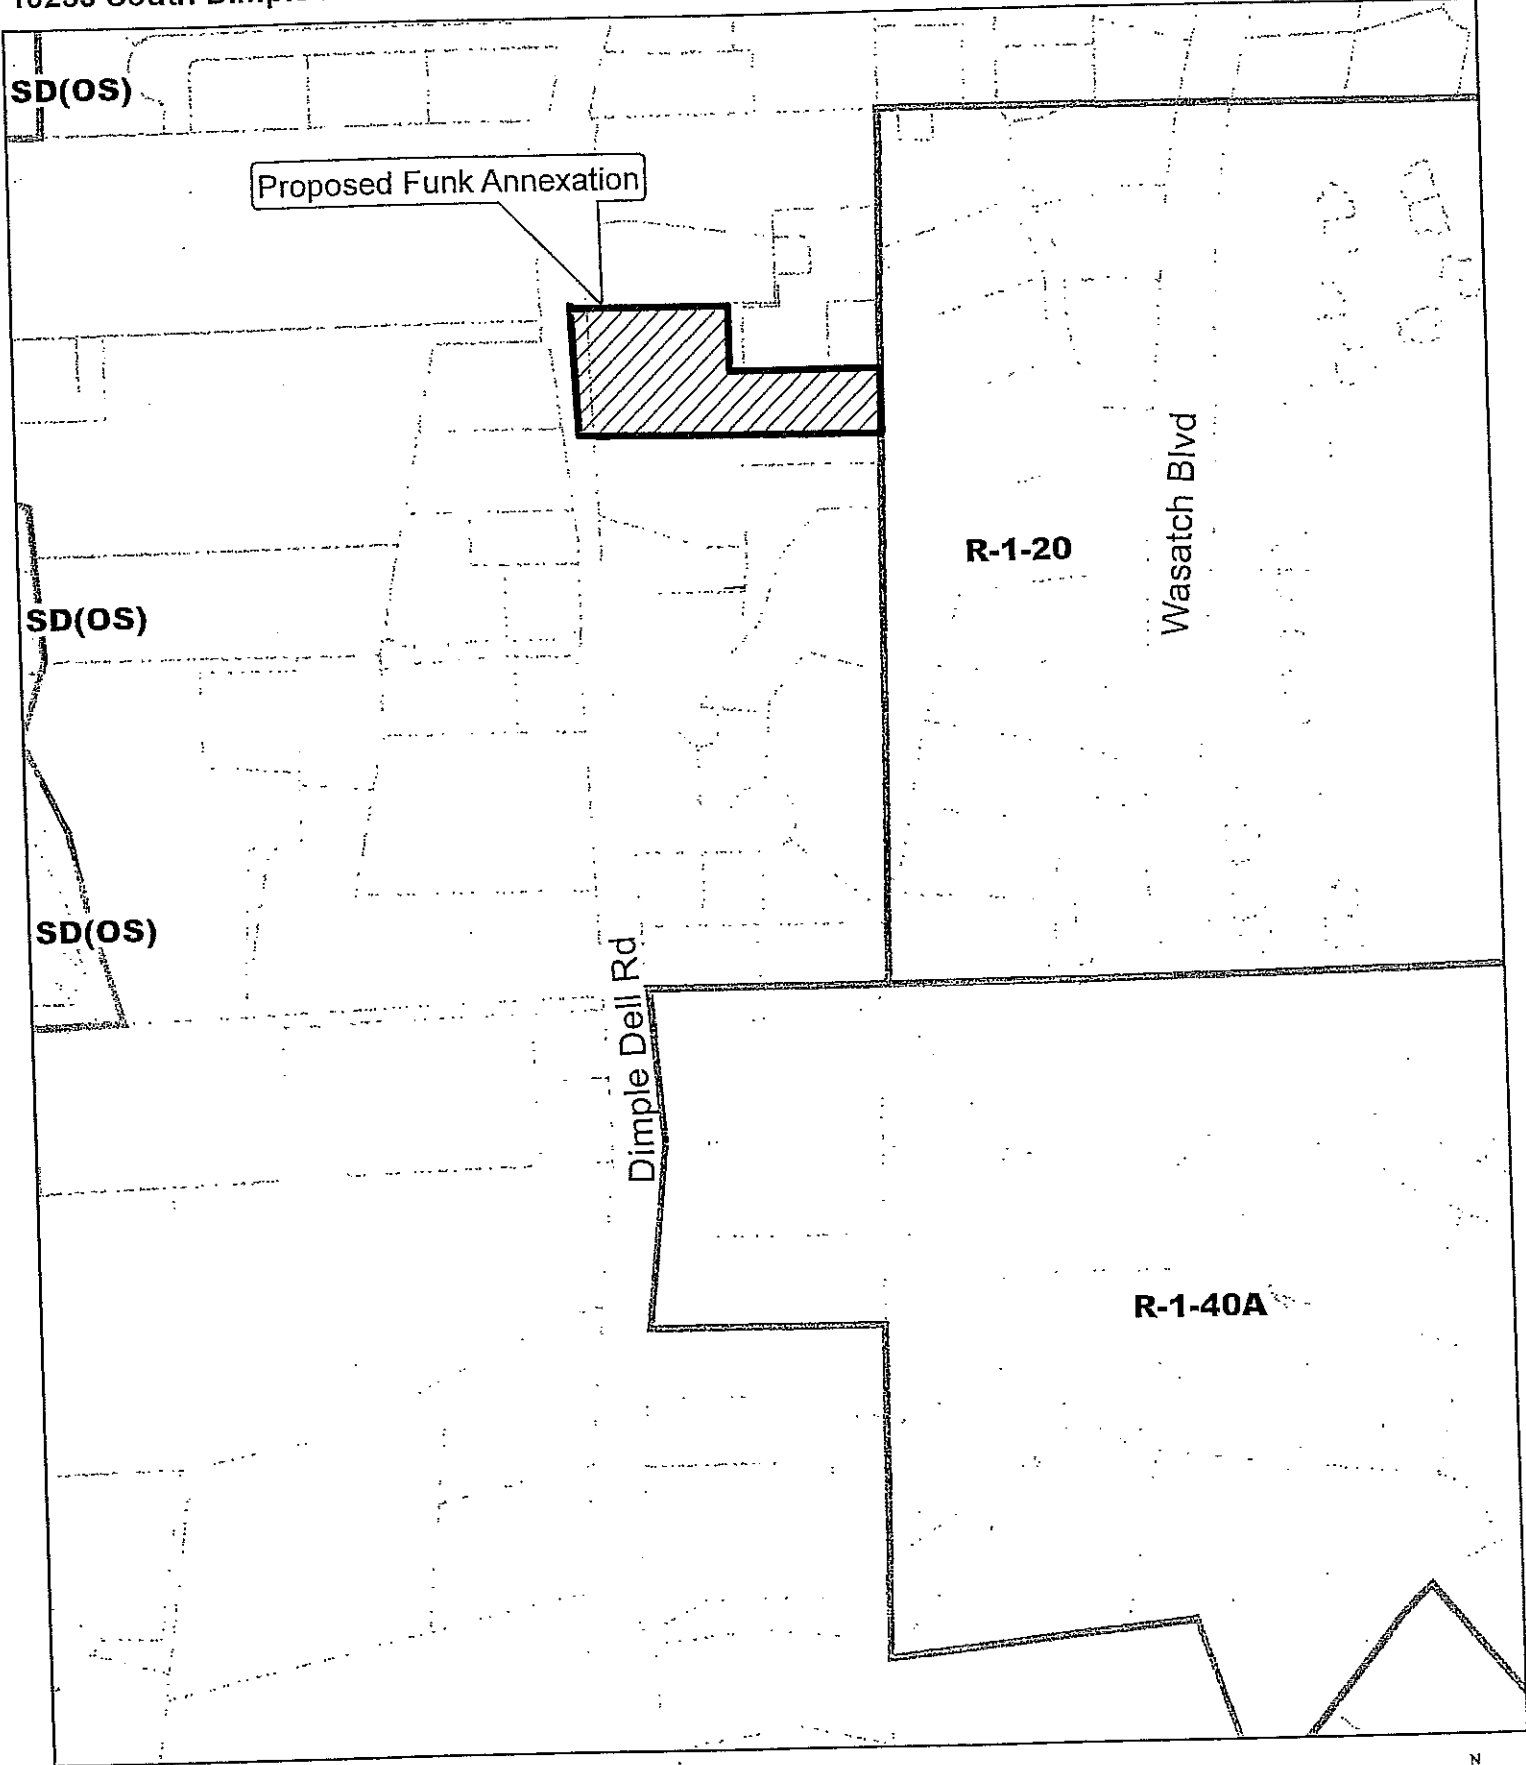 SD(OS)
Proposed Funk Annexation
Wasatch Blvd
R-1-20
SD(OS)
SD(OS)
Dimple Dell Rd
R-1-40A
N